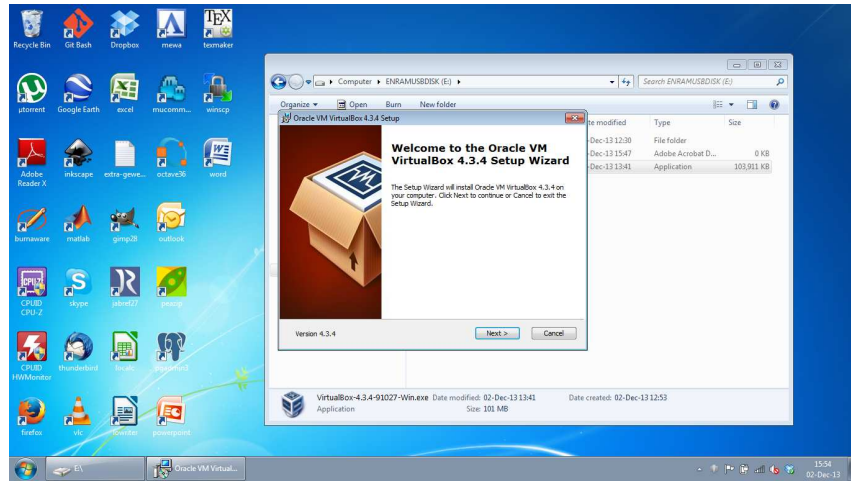 Recycle Bin
Git Bash
Dropbox
mewa
TEX
texmaker
µtorrent
Google Earth
excel
mucomm...
winscp
Adobe
Reader X
inkscape
extra-gewe...
octave36
word
burnaware
matlab
gimp28
outlook
CPUID
CPU-Z
skype
jabref27
CPUID
HWMonitor
thunderbird
localc
pgadmin3
firefox
vlc
lowriter
powerpoint
Computer ▸ ENRAMUSBDISK (E:) ▸
Search ENRAMUSBDISK (E:)
Organize
Open
Burn
New folder
te modified
Type
Size
-Dec-13 12:30
File folder
-Dec-13 15:47
Adobe Acrobat D...
0 KB
-Dec-13 13:41
Application
103,911 KB
Oracle VM VirtualBox 4.3.4 Setup
Welcome to the Oracle VM
VirtualBox 4.3.4 Setup Wizard
The Setup Wizard will install Oracle VM VirtualBox 4.3.4 on
your computer. Click Next to continue or Cancel to exit the
Setup Wizard.
Version 4.3.4
Next >
Cancel
VirtualBox-4.3.4-91027-Win.exe Date modified: 02-Dec-13 13:41
Date created: 02-Dec-13 12:53
Application
Size: 101 MB
E:\
Oracle VM Virtual...
15:54
02-Dec-13